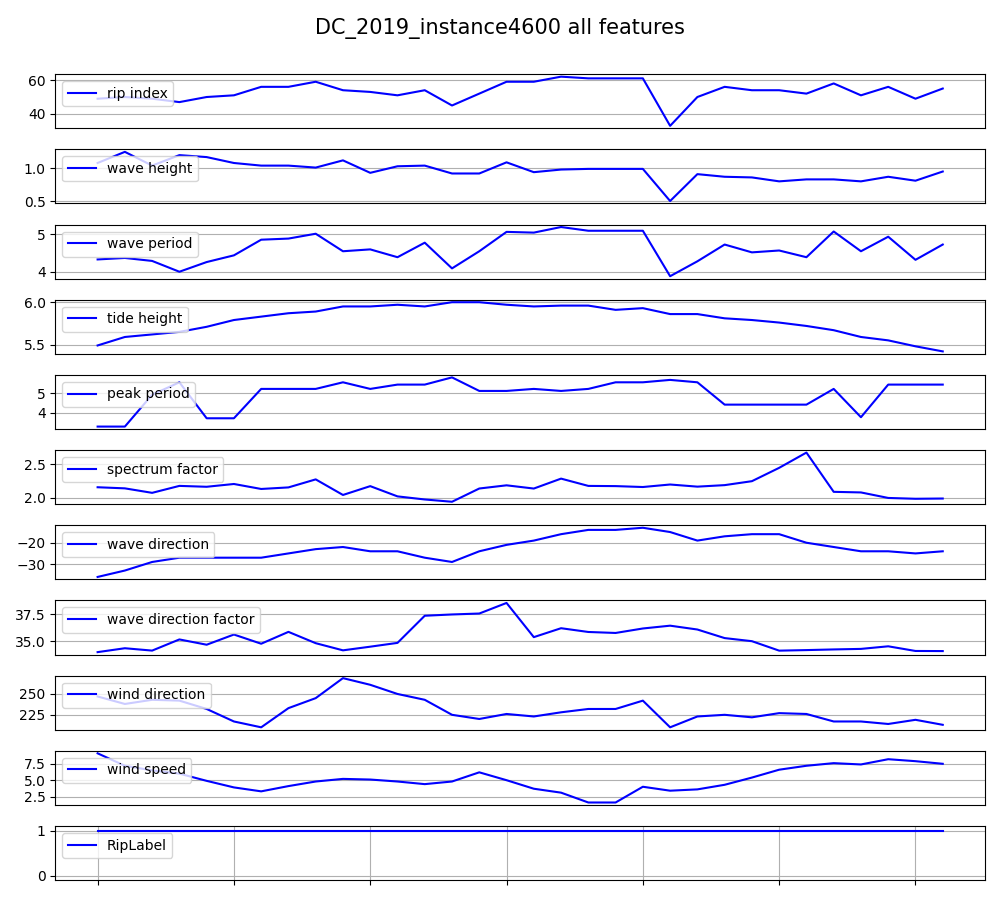 DC_2019_instance4600 all features
60
40
rip index
1.0
0.5
wave height
5
4
wave period
6.0
5.5
tide height
5
4
peak period
2.5
2.0
spectrum factor
−20
−30
wave direction
37.5
35.0
wave direction factor
250
225
wind direction
7.5
5.0
2.5
wind speed
1
0
RipLabel